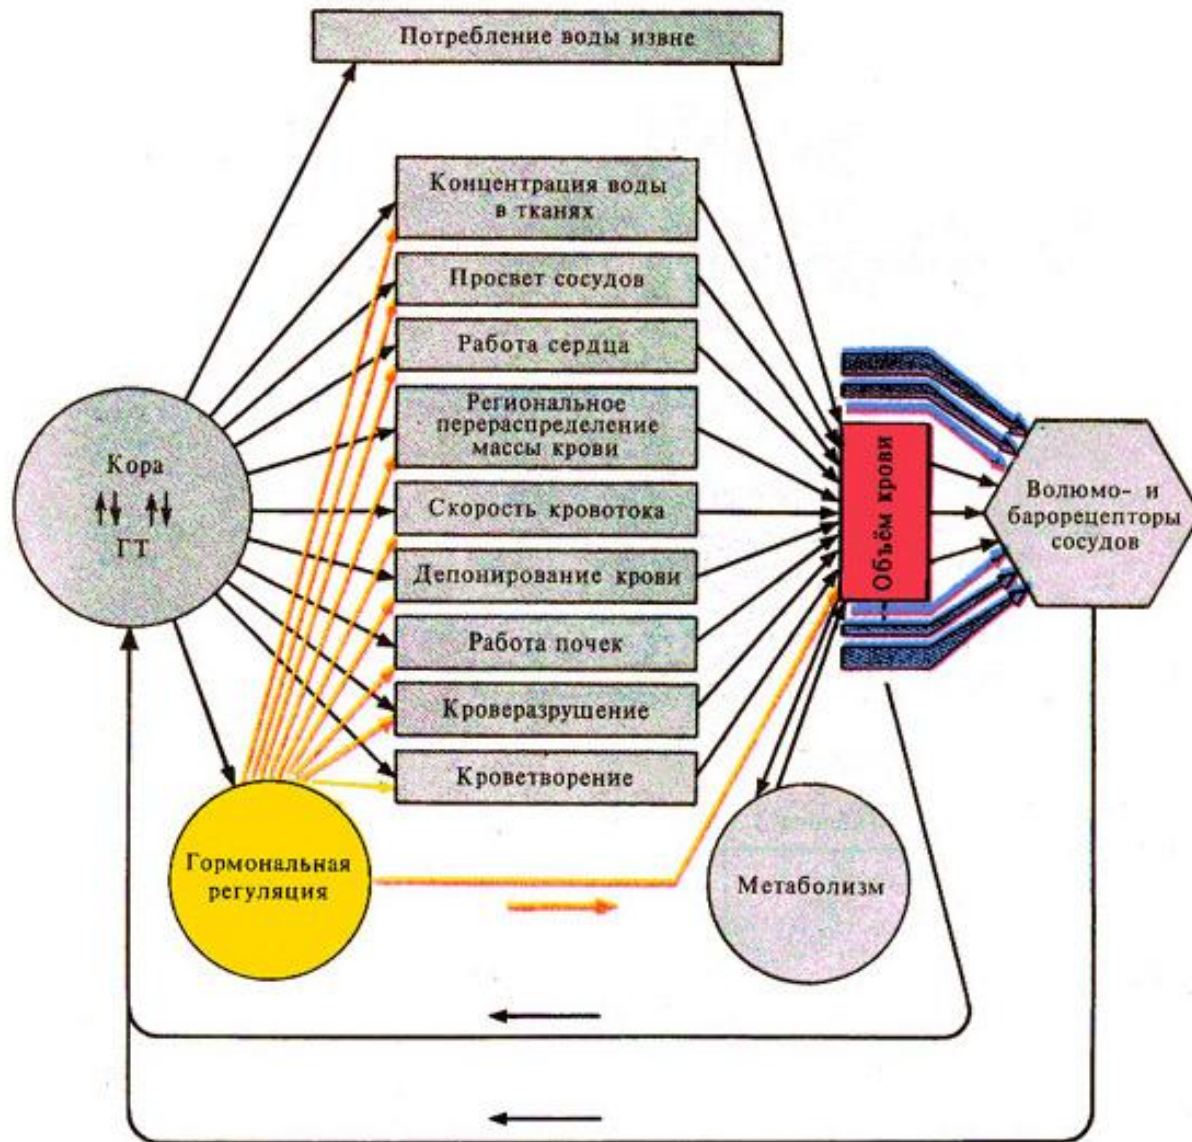 Потребление воды извне
Концентрация воды
в тканях
Просвет сосудов
Работа сердца
Региональное
перераспределение
массы крови
Скорость кровотока
Депонирование крови
Работа почек
Кроверазрушение
Кроветворение
Кора
ГТ
Объём крови
Волюмо- и
барорецепторы
сосудов
Гормональная
регуляция
Метаболизм